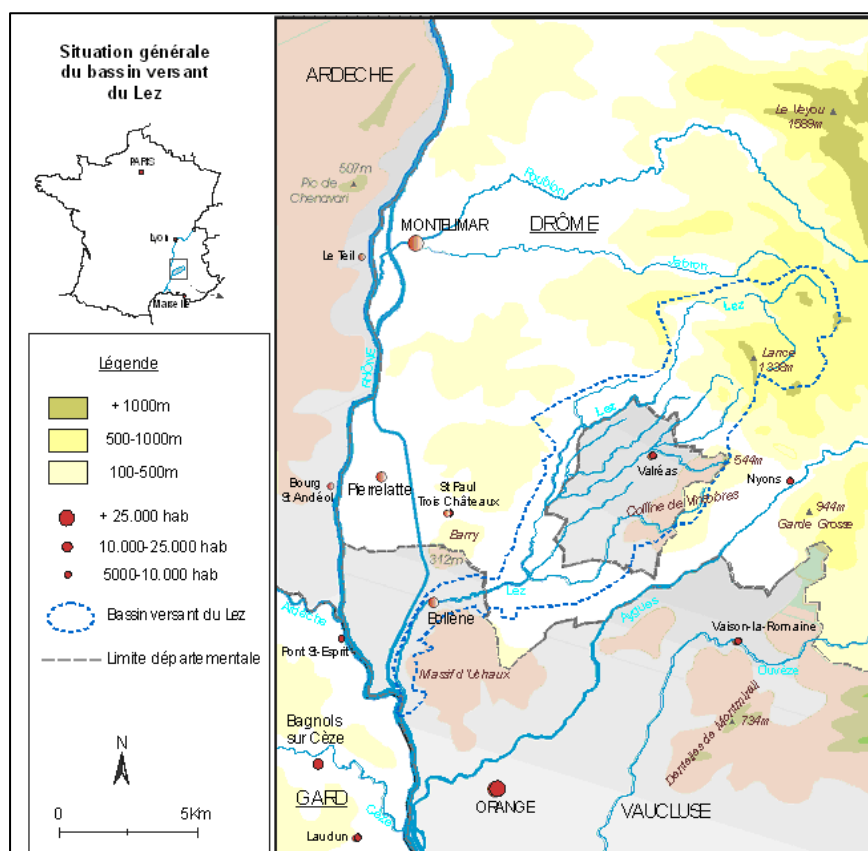 Situation générale
du bassin versant
du Lez
PARIS
Lyon
Marseille
Légende
+ 1000m
500-1000m
100-500m
+ 25.000 hab
10.000-25.000 hab
5000-10.000 hab
Bassin versant du Lez
Limite départementale
N
0
5Km
ARDECHE
Le Veyou
1589m
507m
Pic de
Chenavari
Roubion
MONTELIMAR
DRÔME
Le Teil
Jabron
Lez
RHÔNE
Lance
1338m
Lez
Valréas
544m
Nyons
Bourg
St Andéol
Pierrelatte
St Paul
Trois Châteaux
Colline de
944m
Garde Grosse
Barry
312m
Lez
Ardèche
Bollène
Aygues
Vaison-la-Romaine
Pont St-Esprit
Massif d'Uchaux
Ouvèze
Dentelles de Montmirail
734m
Bagnols
sur Cèze
GARD
Cèze
ORANGE
VAUCLUSE
Laudun